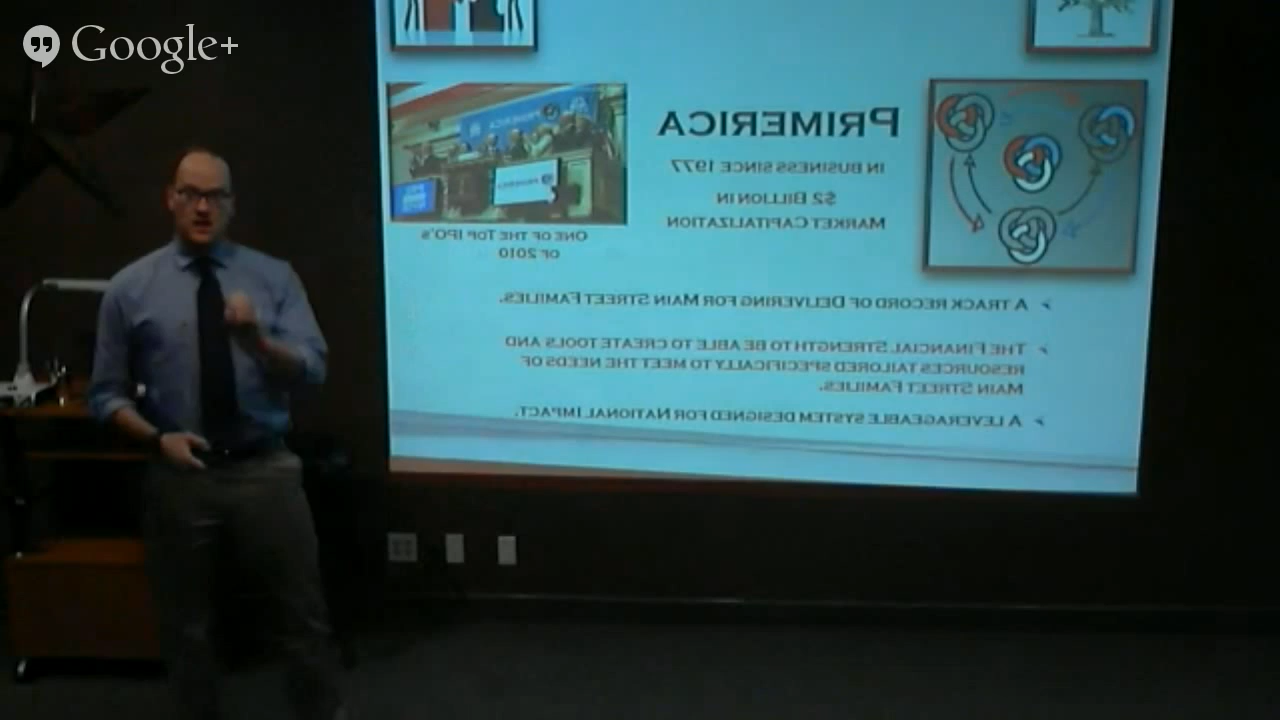 Google+
PRIMERICA
IN BUSINESS SINCE 1977
$2 BILLION IN
MARKET CAPITALIZATION
PRIMERICA
PRIMERICA
ONE OF THE TOP IPO'S
OF 2010
A TRACK RECORD OF DELIVERING FOR MAIN STREET FAMILIES.
THE FINANCIAL STRENGTH TO BE ABLE TO CREATE TOOLS AND
RESOURCES TAILORED SPECIFICALLY TO MEET THE NEEDS OF
MAIN STREET FAMILIES.
A LEVERAGEABLE SYSTEM DESIGNED FOR NATIONAL IMPACT.